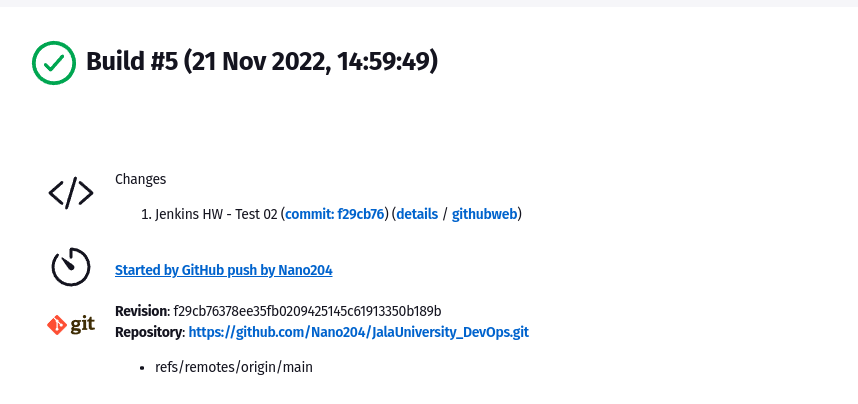 Build #5 (21 Nov 2022, 14:59:49)
Changes
1. Jenkins HW - Test 02 (commit: f29cb76) (details / githubweb)
Started by GitHub push by Nano204
git
Revision: f29cb76378ee35fb0209425145c61913350b189b
Repository: https://github.com/Nano204/JalaUniversity_DevOps.git
• refs/remotes/origin/main